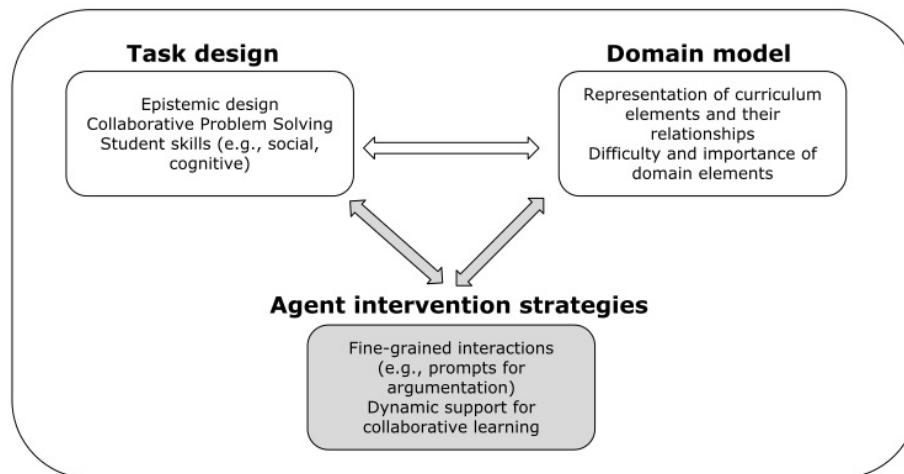 Task design
Epistemic design
Collaborative Problem Solving
Student skills (e.g., social,
cognitive)
Domain model
Representation of curriculum
elements and their
relationships
Difficulty and importance of
domain elements
Agent intervention strategies
Fine-grained interactions
(e.g., prompts for
argumentation)
Dynamic support for
collaborative learning